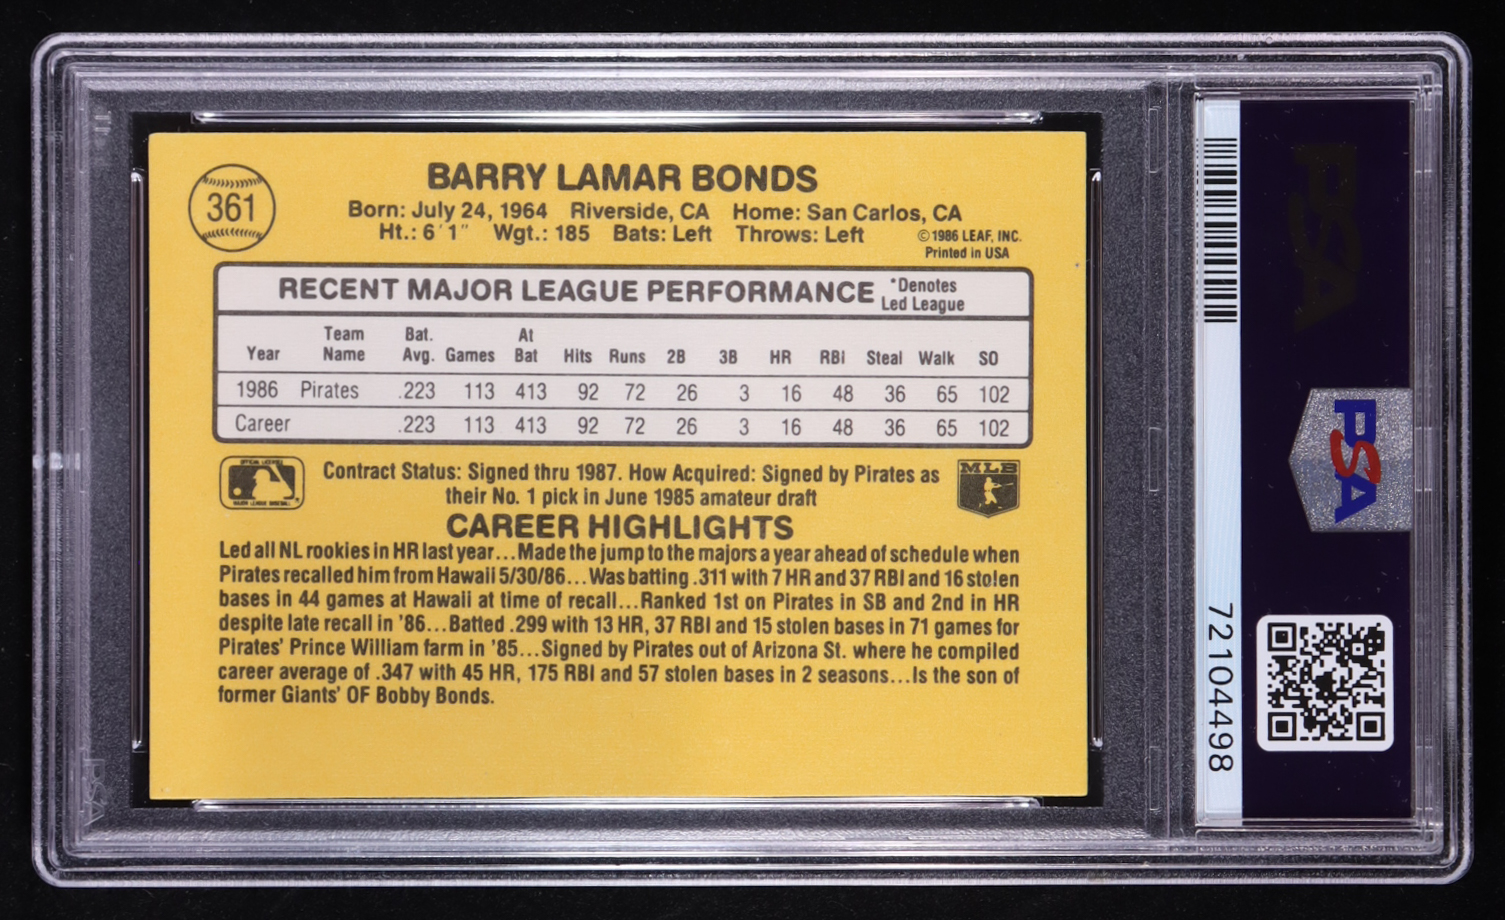 361
BARRY LAMAR BONDS
Born: July 24, 1964 Riverside, CA Home: San Carlos, CA
Ht.: 6'1" Wgt.: 185 Bats: Left Throws: Left
©1986 LEAF, INC.
Printed in USA
RECENT MAJOR LEAGUE PERFORMANCE
*Denotes
Led League
Year Team Name Bat. Avg. Games At Bat Hits Runs 2B 3B HR RBI Steal Walk SO
1986 Pirates .223 113 413 92 72 26 3 16 48 36 65 102
Career .223 113 413 92 72 26 3 16 48 36 65 102
Contract Status: Signed thru 1987. How Acquired: Signed by Pirates as
their No. 1 pick in June 1985 amateur draft
MLB
CAREER HIGHLIGHTS
Led all NL rookies in HR last year...Made the jump to the majors a year ahead of schedule when
Pirates recalled him from Hawaii 5/30/86...Was batting .311 with 7 HR and 37 RBI and 16 stolen
bases in 44 games at Hawaii at time of recall...Ranked 1st on Pirates in SB and 2nd in HR
despite late recall in '86...Batted .299 with 13 HR, 37 RBI and 15 stolen bases in 71 games for
Pirates' Prince William farm in '85...Signed by Pirates out of Arizona St. where he compiled
career average of .347 with 45 HR, 175 RBI and 57 stolen bases in 2 seasons...Is the son of
former Giants' OF Bobby Bonds.
PSA
PSA
72104498
PSA